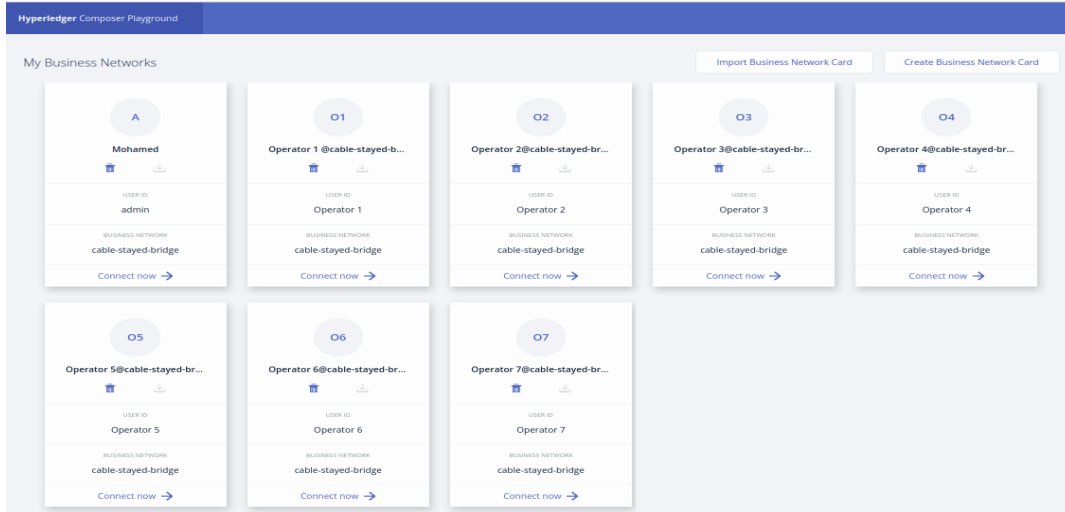 Hyperledger Composer Playground
My Business Networks
Import Business Network Card
Create Business Network Card
A
Mohamed
USER ID
admin
BUSINESS NETWORK
cable-stayed-bridge
Connect now
O1
Operator 1 @cable-stayed-b...
USER ID
Operator 1
BUSINESS NETWORK
cable-stayed-bridge
Connect now
O2
Operator 2@cable-stayed-br...
USER ID
Operator 2
BUSINESS NETWORK
cable-stayed-bridge
Connect now
O3
Operator 3@cable-stayed-br...
USER ID
Operator 3
BUSINESS NETWORK
cable-stayed-bridge
Connect now
O4
Operator 4@cable-stayed-br...
USER ID
Operator 4
BUSINESS NETWORK
cable-stayed-bridge
Connect now
O5
Operator 5@cable-stayed-br...
USER ID
Operator 5
BUSINESS NETWORK
cable-stayed-bridge
Connect now
O6
Operator 6@cable-stayed-br...
USER ID
Operator 6
BUSINESS NETWORK
cable-stayed-bridge
Connect now
O7
Operator 7@cable-stayed-br...
USER ID
Operator 7
BUSINESS NETWORK
cable-stayed-bridge
Connect now